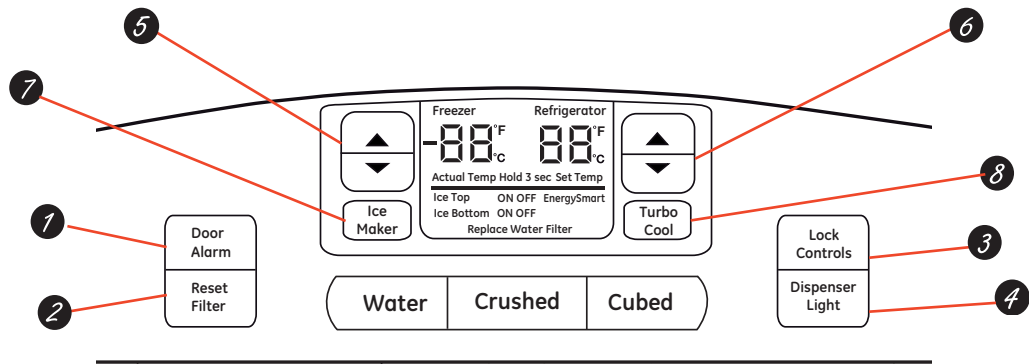 5
6
7
Freezer Refrigerator
-88 °F °C 88 °F °C
Actual Temp Hold 3 sec Set Temp
8
Ice Top ON OFF EnergySmart
Ice Bottom ON OFF
Replace Water Filter
Ice
Maker
Turbo
Cool
1
Door
Alarm
Lock
Controls
3
2
Reset
Filter
Water Crushed Cubed
Dispenser
Light
4